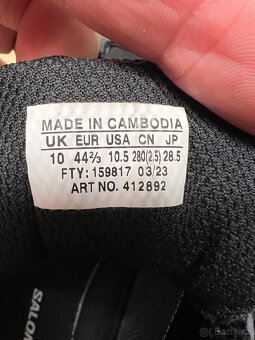 MADE IN CAMBODIA
UK EUR USA CN JP
10 44⅔ 10.5 280(2.5) 28.5
FTY: 159817 03/23
ART NO. 412892
SALO